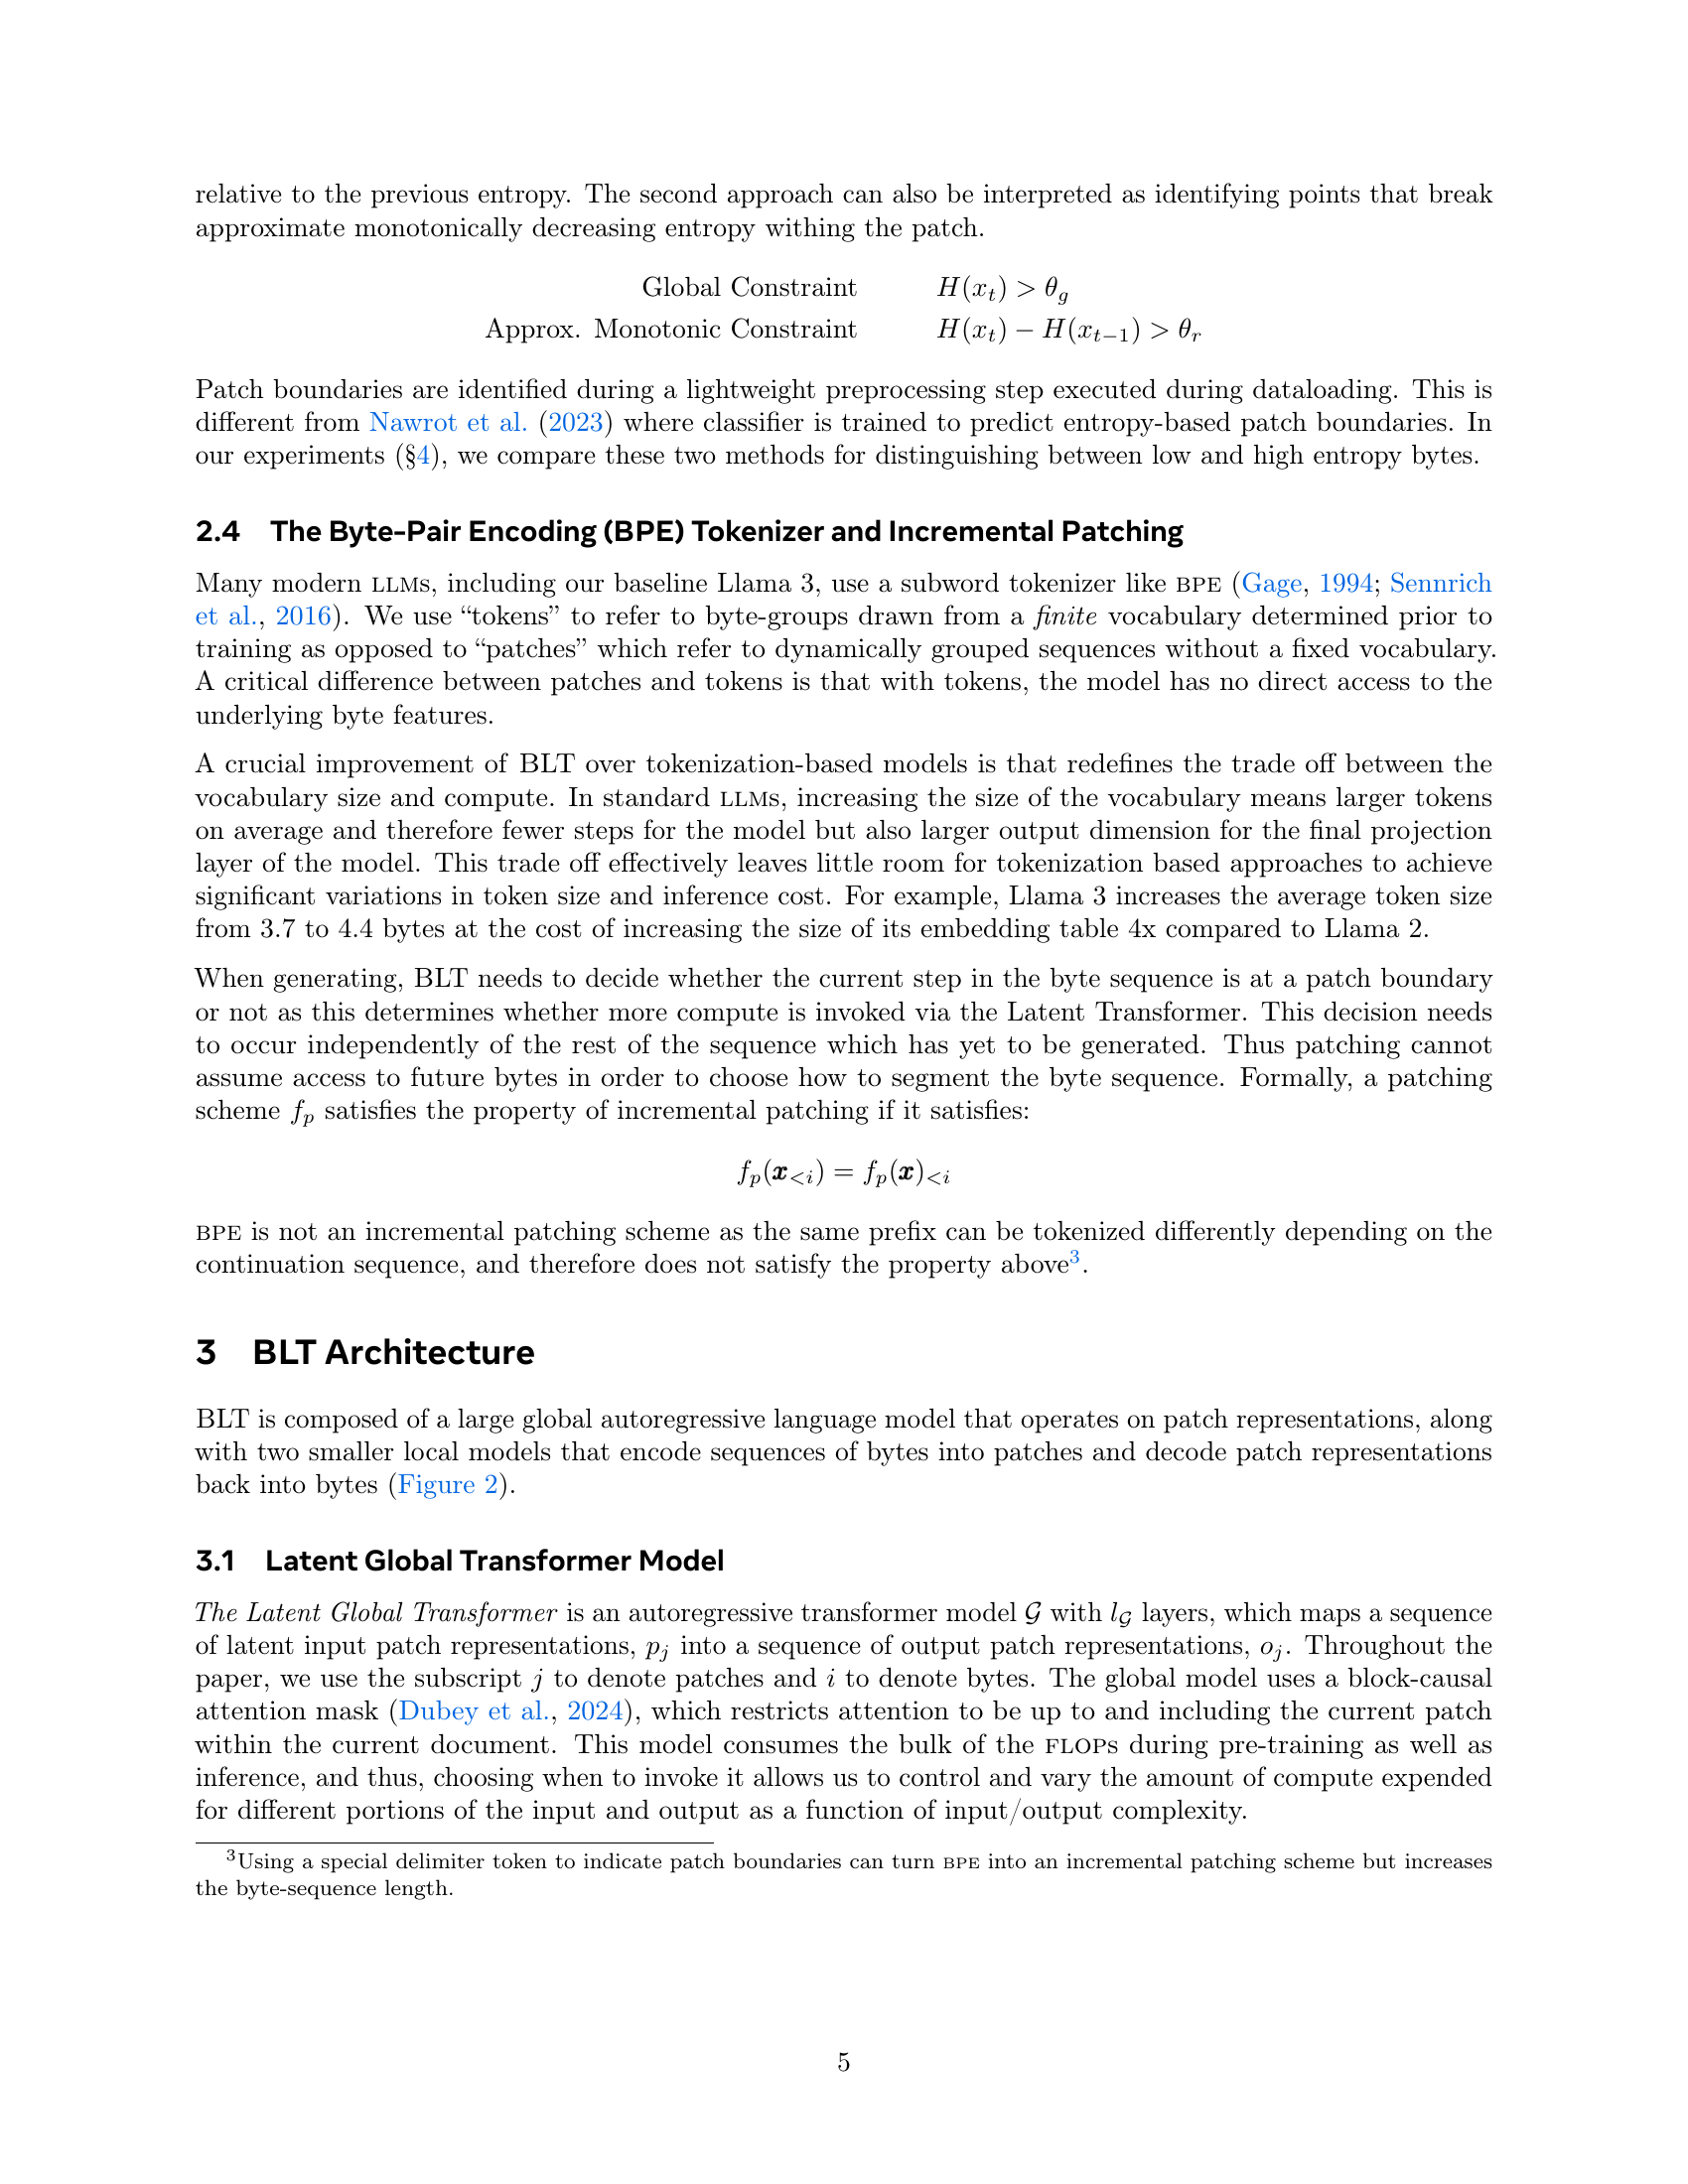 relative to the previous entropy. The second approach can also be interpreted as identifying points that break
approximate monotonically decreasing entropy withing the patch.
Global Constraint H(x_t) > θ_g
Approx. Monotonic Constraint H(x_t) − H(x_{t−1}) > θ_r
Patch boundaries are identified during a lightweight preprocessing step executed during dataloading. This is
different from Nawrot et al. (2023) where classifier is trained to predict entropy-based patch boundaries. In
our experiments (§4), we compare these two methods for distinguishing between low and high entropy bytes.
2.4 The Byte-Pair Encoding (BPE) Tokenizer and Incremental Patching
Many modern LLMs, including our baseline Llama 3, use a subword tokenizer like BPE (Gage, 1994; Sennrich
et al., 2016). We use “tokens” to refer to byte-groups drawn from a finite vocabulary determined prior to
training as opposed to “patches” which refer to dynamically grouped sequences without a fixed vocabulary.
A critical difference between patches and tokens is that with tokens, the model has no direct access to the
underlying byte features.
A crucial improvement of BLT over tokenization-based models is that redefines the trade off between the
vocabulary size and compute. In standard LLMs, increasing the size of the vocabulary means larger tokens
on average and therefore fewer steps for the model but also larger output dimension for the final projection
layer of the model. This trade off effectively leaves little room for tokenization based approaches to achieve
significant variations in token size and inference cost. For example, Llama 3 increases the average token size
from 3.7 to 4.4 bytes at the cost of increasing the size of its embedding table 4x compared to Llama 2.
When generating, BLT needs to decide whether the current step in the byte sequence is at a patch boundary
or not as this determines whether more compute is invoked via the Latent Transformer. This decision needs
to occur independently of the rest of the sequence which has yet to be generated. Thus patching cannot
assume access to future bytes in order to choose how to segment the byte sequence. Formally, a patching
scheme f_p satisfies the property of incremental patching if it satisfies:
f_p(x_{<i}) = f_p(x)_{<i}
BPE is not an incremental patching scheme as the same prefix can be tokenized differently depending on the
continuation sequence, and therefore does not satisfy the property above³.
3 BLT Architecture
BLT is composed of a large global autoregressive language model that operates on patch representations, along
with two smaller local models that encode sequences of bytes into patches and decode patch representations
back into bytes (Figure 2).
3.1 Latent Global Transformer Model
The Latent Global Transformer is an autoregressive transformer model 𝒢 with l_𝒢 layers, which maps a sequence
of latent input patch representations, p_j into a sequence of output patch representations, o_j. Throughout the
paper, we use the subscript j to denote patches and i to denote bytes. The global model uses a block-causal
attention mask (Dubey et al., 2024), which restricts attention to be up to and including the current patch
within the current document. This model consumes the bulk of the FLOPs during pre-training as well as
inference, and thus, choosing when to invoke it allows us to control and vary the amount of compute expended
for different portions of the input and output as a function of input/output complexity.
³Using a special delimiter token to indicate patch boundaries can turn BPE into an incremental patching scheme but increases
the byte-sequence length.
5